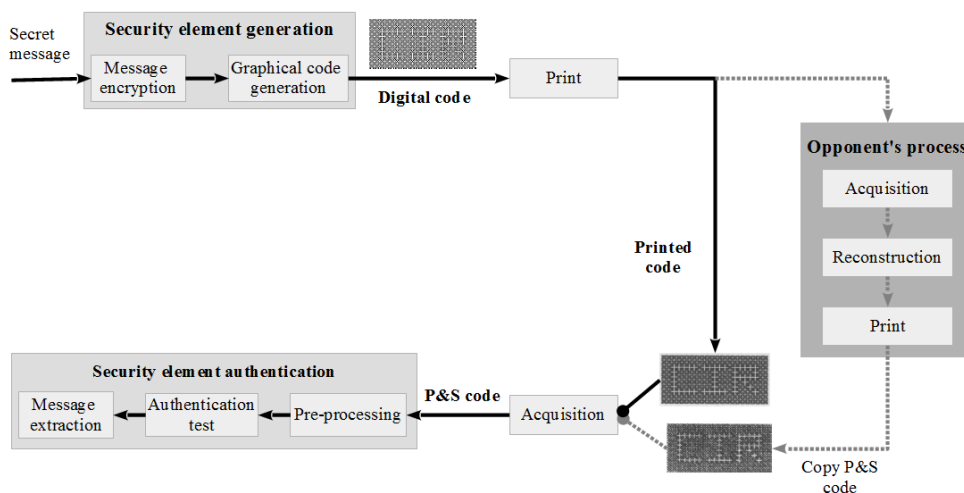 Secret
message
Security element generation
Message
encryption
Graphical code
generation
Digital code
Print
Opponent's process
Acquisition
Reconstruction
Print
Printed
code
Security element authentication
Message
extraction
Authentication
test
Pre-processing
P&S code
Acquisition
Copy P&S
code